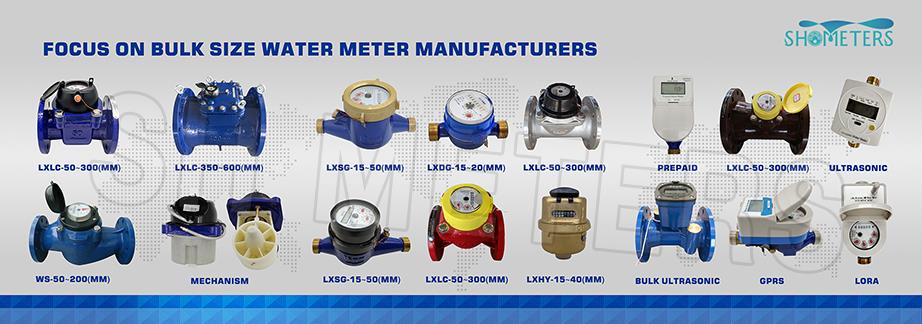 SHOMETERS
FOCUS ON BULK SIZE WATER METER MANUFACTURERS
LXLC-50~300(MM)
LXLC-350~600(MM)
LXSG-15~50(MM)
LXDG-15~20(MM)
LXLC-50~300(MM)
PREPAID
LXLC-50~300(MM)
ULTRASONIC
WS-50~200(MM)
MECHANISM
LXSG-15~50(MM)
LXLC-50~300(MM)
LXHY-15~40(MM)
BULK ULTRASONIC
GPRS
LORA
SHOMETERS